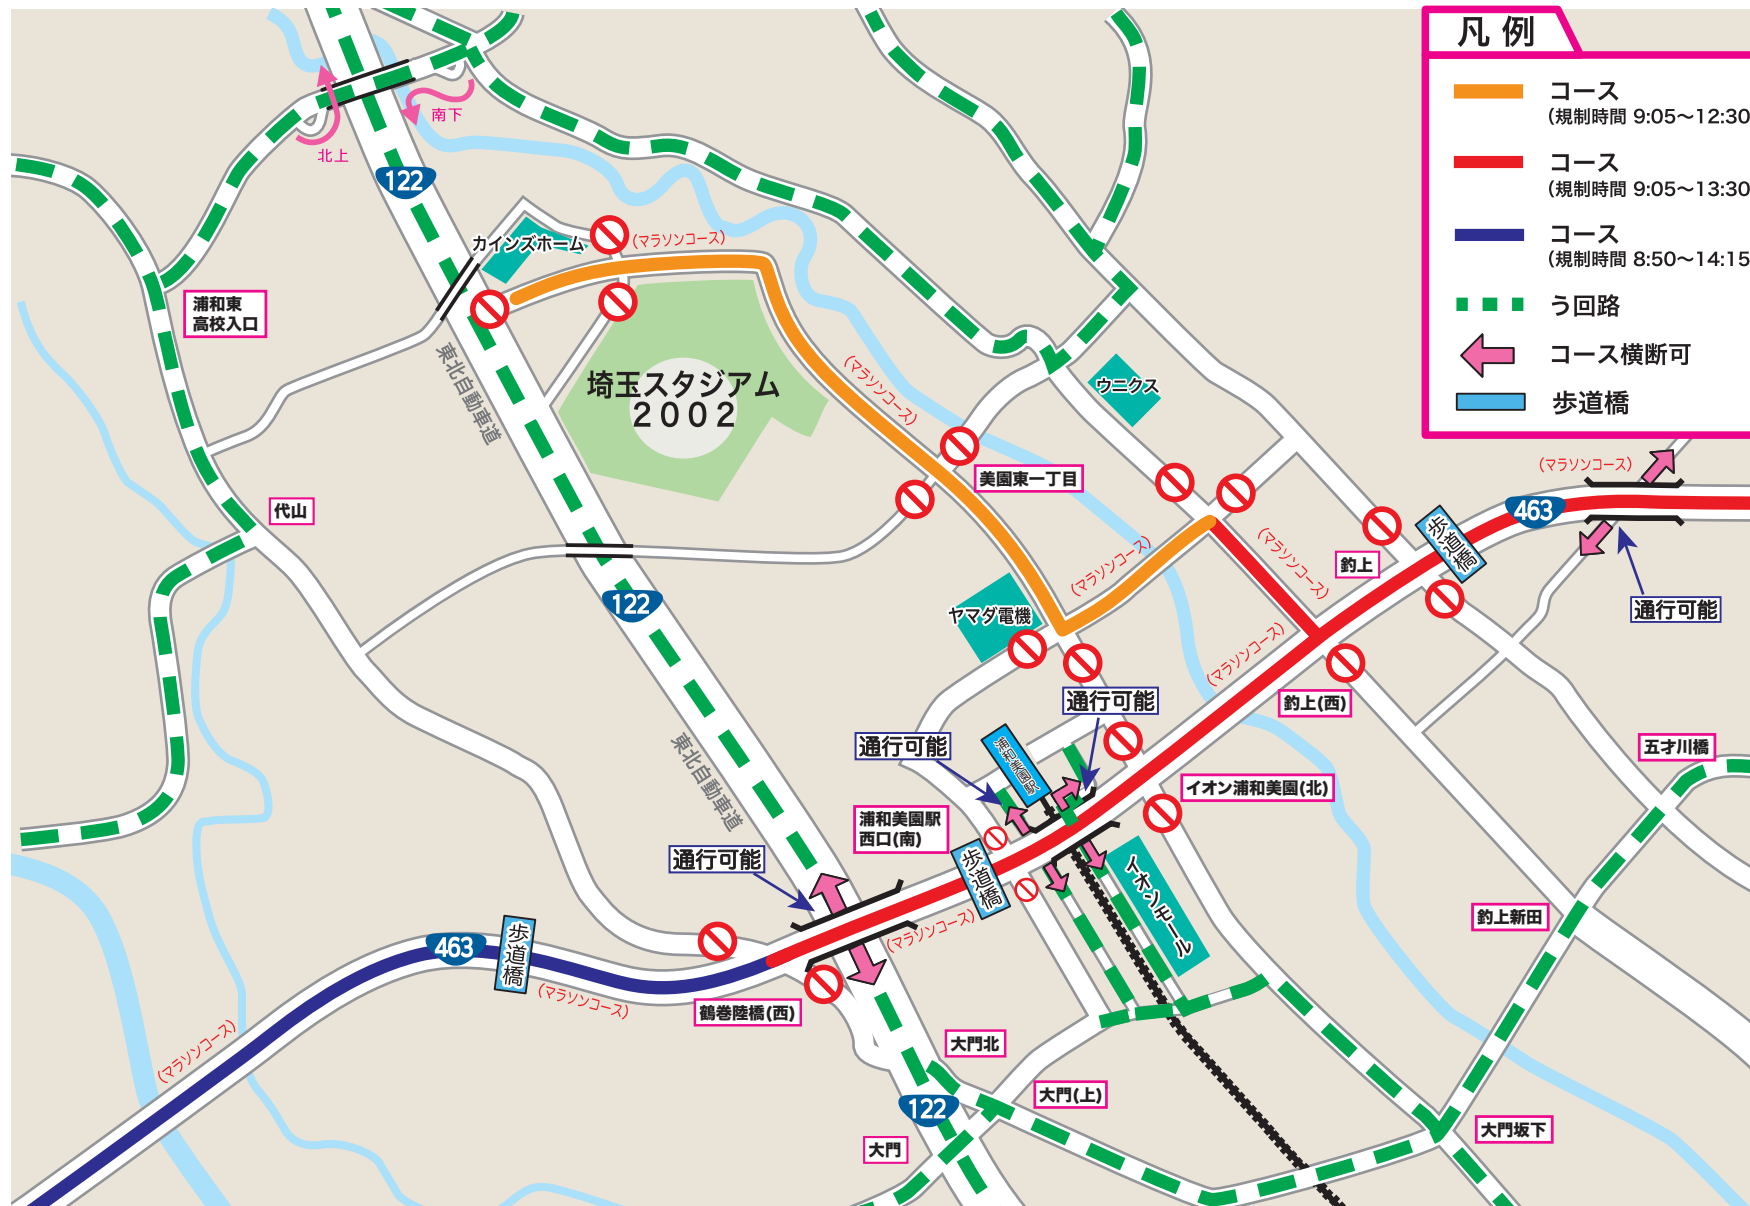 凡 例
コース
(規制時間 9:05〜12:30
コース
(規制時間 9:05〜13:30
コース
(規制時間 8:50〜14:15
う回路
コース横断可
歩道橋
南下
北上
122
カインズホーム
(マラソンコース)
浦和東
高校入口
東北自動車道
埼玉スタジアム
2002
(マラソンコース)
ウニクス
美園東一丁目
(マラソンコース)
463
代山
歩道橋
釣上
(マラソンコース)
(マラソンコース)
通行可能
122
ヤマダ電機
(マラソンコース)
通行可能
釣上(西)
東北自動車道
通行可能
浦和美園駅
五才川橋
イオン浦和美園(北)
浦和美園駅
西口(南)
通行可能
歩道橋
イオンモール
釣上新田
463
歩道橋
(マラソンコース)
(マラソンコース)
鶴巻陸橋(西)
(マラソンコース)
大門北
大門(上)
122
大門
大門坂下